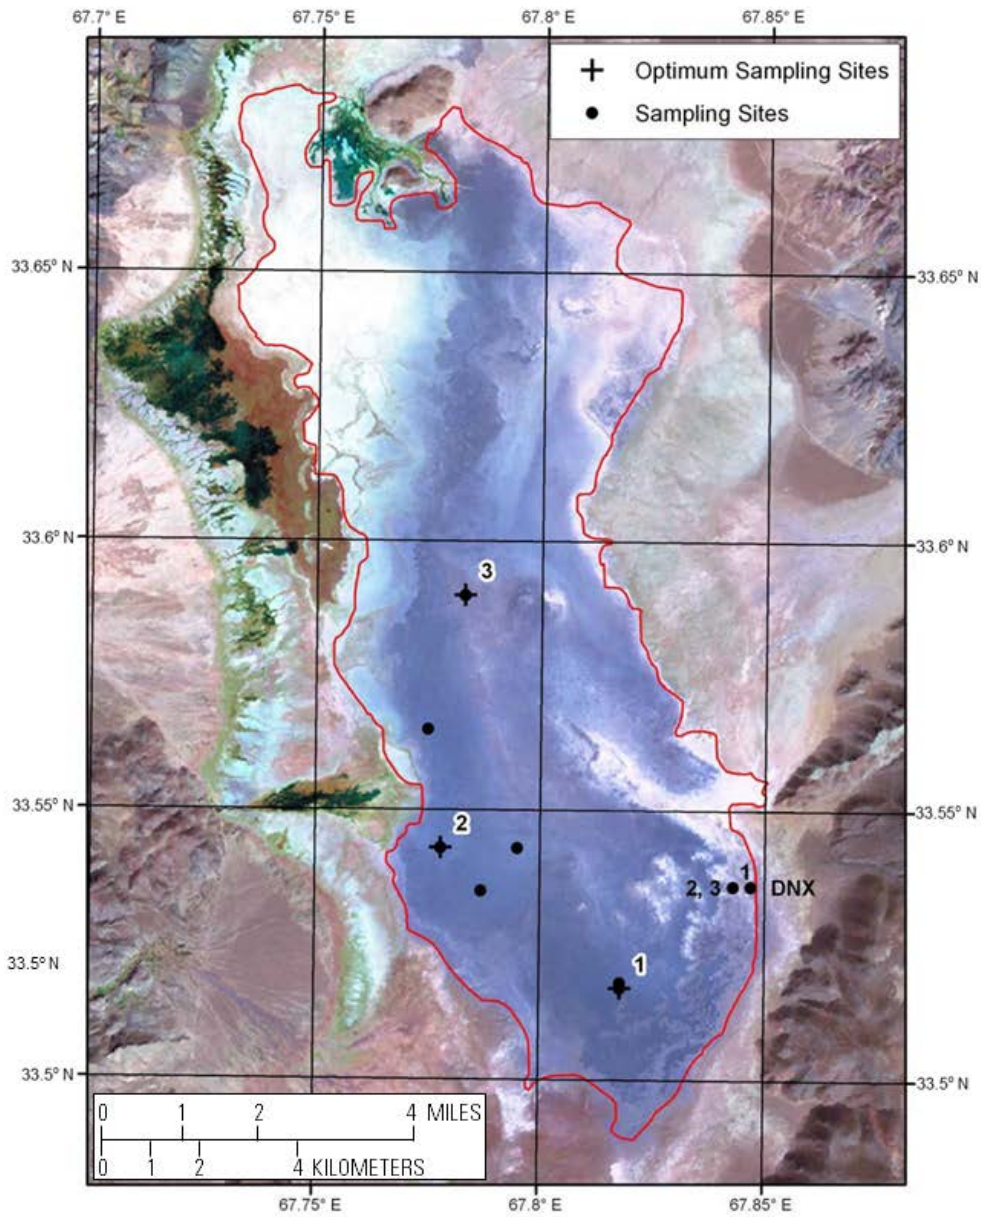 67.7° E 67.75° E 67.8° E 67.85° E
Optimum Sampling Sites
Sampling Sites
33.65° N 33.65° N
33.6° N 33.6° N
3
33.55° N 33.55° N
2
1
2, 3 DNX
33.5° N
1
33.5° N 33.5° N
0 1 2 4 MILES
0 1 2 4 KILOMETERS
67.75° E 67.8° E 67.85° E